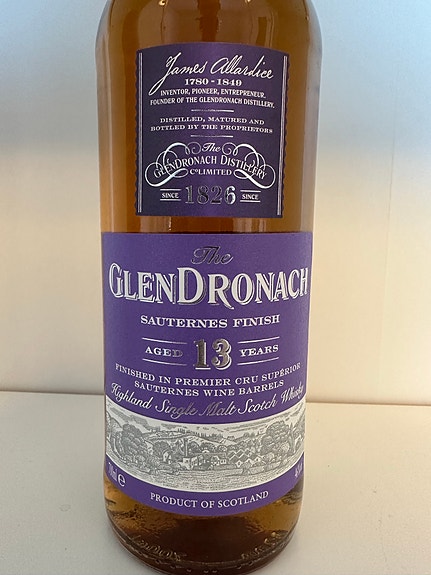 James Allardice
1780 - 1849
INVENTOR, PIONEER, ENTREPRENEUR,
FOUNDER OF THE GLENDRONACH DISTILLERY.
DISTILLED, MATURED AND
BOTTLED BY THE PROPRIETORS
The
GLENDRONACH DISTILLERY
Cº LIMITED
SINCE 1826 SINCE
The
GLENDRONACH
SAUTERNES FINISH
AGED 13 YEARS
FINISHED IN PREMIER CRU SUPÉRIOR
SAUTERNES WINE BARRELS
Highland Single Malt Scotch Whisky
70cl e
PRODUCT OF SCOTLAND